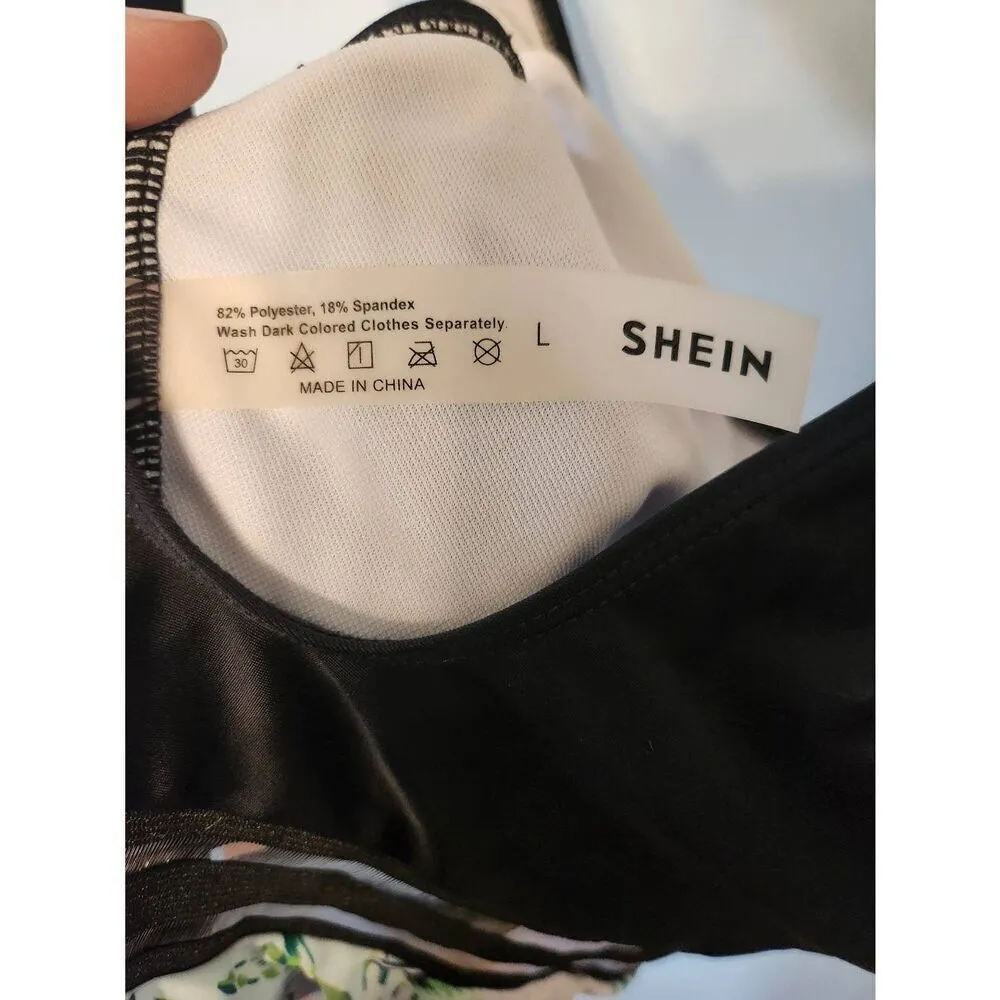 82% Polyester, 18% Spandex
Wash Dark Colored Clothes Separately.
30
MADE IN CHINA
L
SHEIN